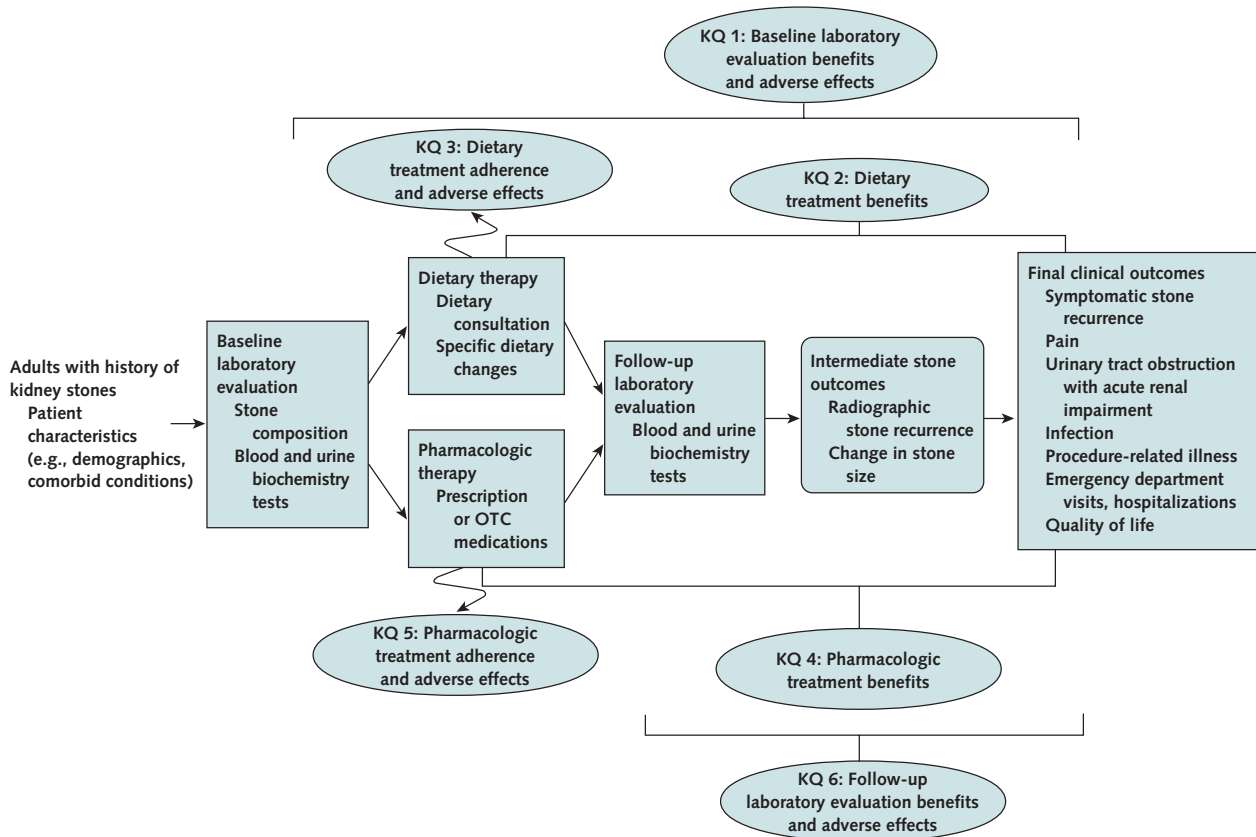 KQ 1: Baseline laboratory
evaluation benefits
and adverse effects
KQ 3: Dietary
treatment adherence
and adverse effects
KQ 2: Dietary
treatment benefits
Adults with history of
kidney stones
Patient
characteristics
(e.g., demographics,
comorbid conditions)
Baseline
laboratory
evaluation
Stone
composition
Blood and urine
biochemistry
tests
Dietary therapy
Dietary
consultation
Specific dietary
changes
Pharmacologic
therapy
Prescription
or OTC
medications
Follow-up
laboratory
evaluation
Blood and urine
biochemistry
tests
Intermediate stone
outcomes
Radiographic
stone recurrence
Change in stone
size
Final clinical outcomes
Symptomatic stone
recurrence
Pain
Urinary tract obstruction
with acute renal
impairment
Infection
Procedure-related illness
Emergency department
visits, hospitalizations
Quality of life
KQ 5: Pharmacologic
treatment adherence
and adverse effects
KQ 4: Pharmacologic
treatment benefits
KQ 6: Follow-up
laboratory evaluation benefits
and adverse effects